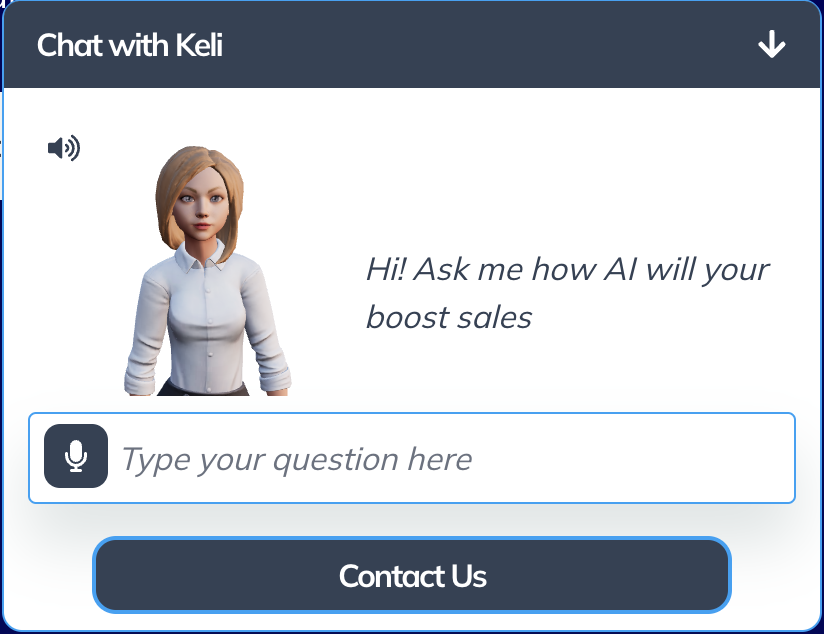 Chat with Keli
Hi! Ask me how AI will your
boost sales
Type your question here
Contact Us